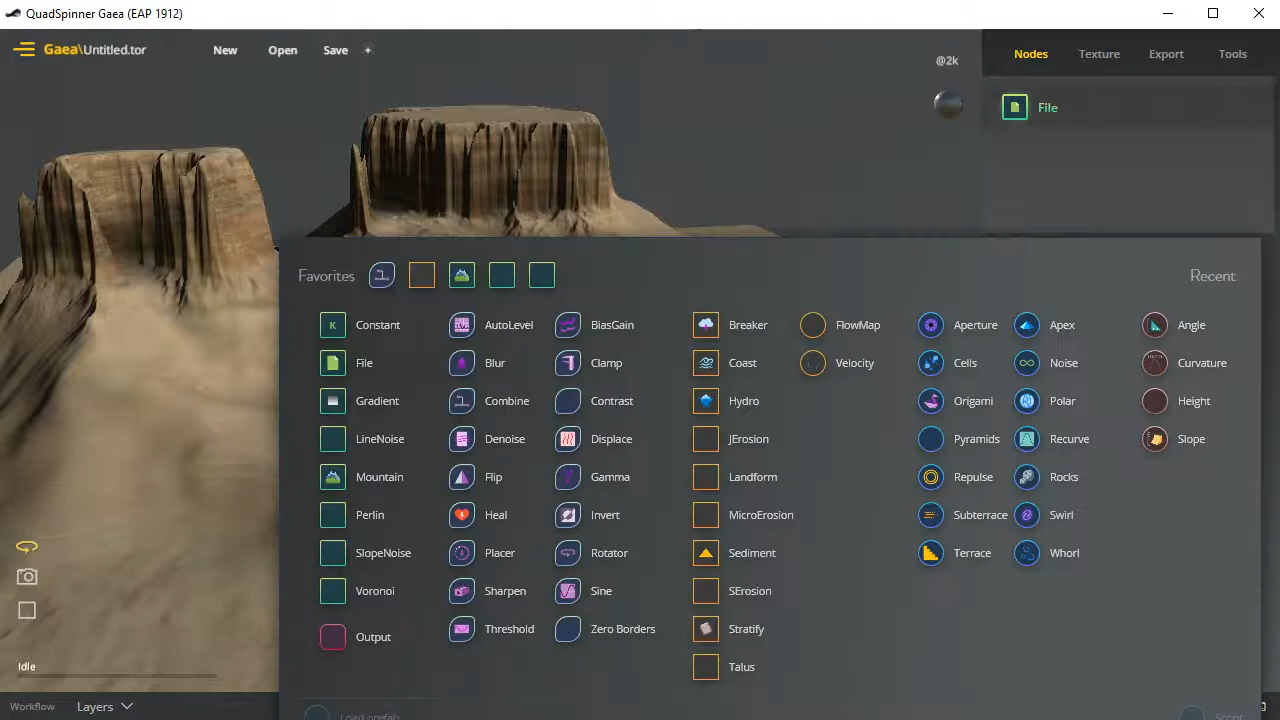 QuadSpinner Gaea (EAP 1912)
Gaea\Untitled.tor New Open Save +
@2k
Nodes Texture Export Tools
File
Favorites Recent
Constant AutoLevel BiasGain Breaker FlowMap Aperture Apex Angle
File Blur Clamp Coast Velocity Cells Noise Curvature
K
Gradient Combine Contrast Hydro Origami Polar Height
LineNoise Denoise Displace JErosion Pyramids Recurve Slope
Mountain Flip Gamma Landform Repulse Rocks
Perlin Heal Invert MicroErosion Subterrace Swirl
SlopeNoise Placer Rotator Sediment Terrace Whorl
Voronoi Sharpen Sine SErosion
Output Threshold Zero Borders Stratify
Talus
Idle
Workflow Layers
Load prefab